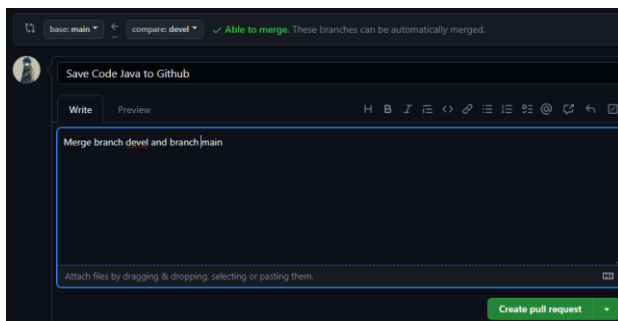 base: main ← compare: devel ✓ Able to merge. These branches can be automatically merged.
Save Code Java to Github
Write Preview H B I
Merge branch devel and branch main
Attach files by dragging & dropping, selecting or pasting them.
Create pull request